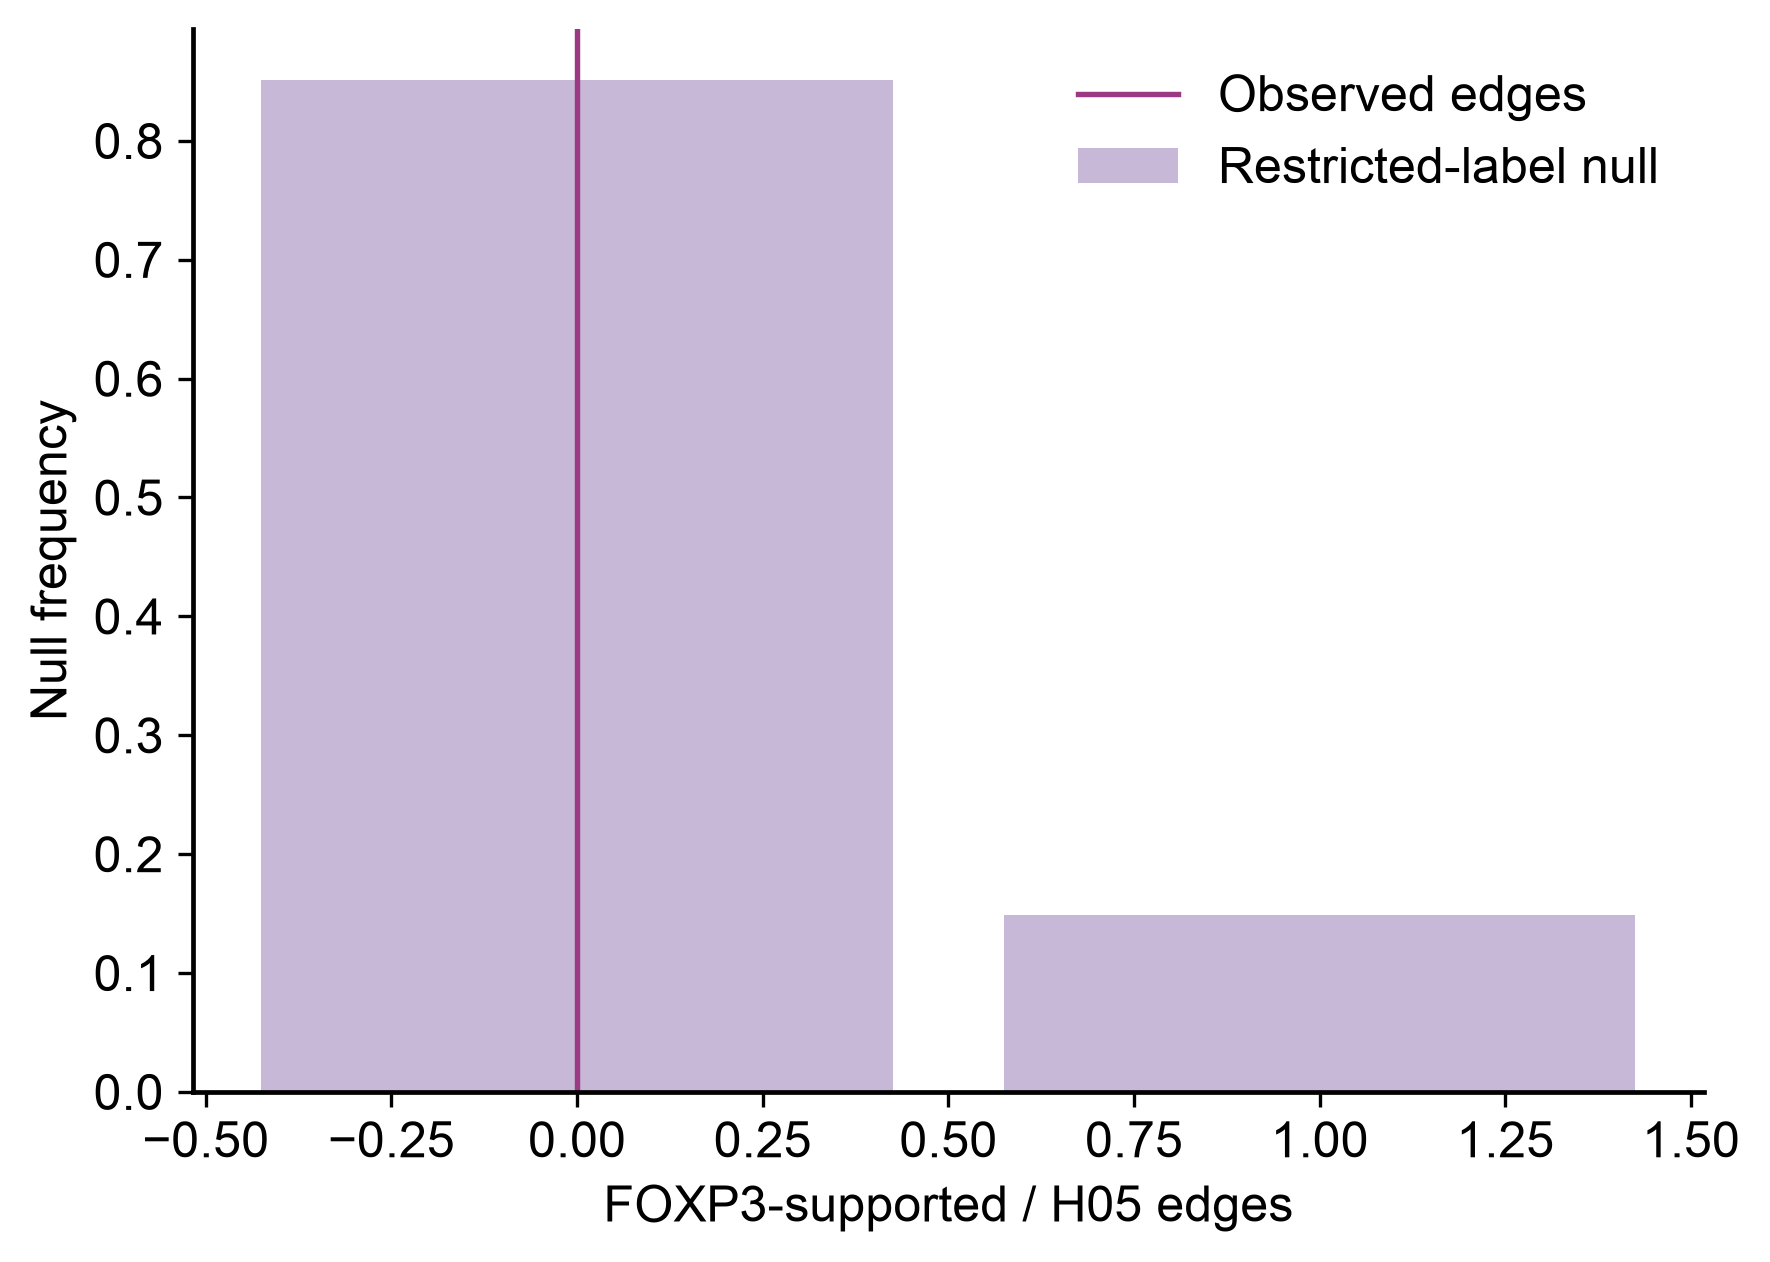 Observed edges
Restricted-label null
Null frequency
0.8
0.7
0.6
0.5
0.4
0.3
0.2
0.1
0.0
−0.50 −0.25 0.00 0.25 0.50 0.75 1.00 1.25 1.50
FOXP3-supported / H05 edges